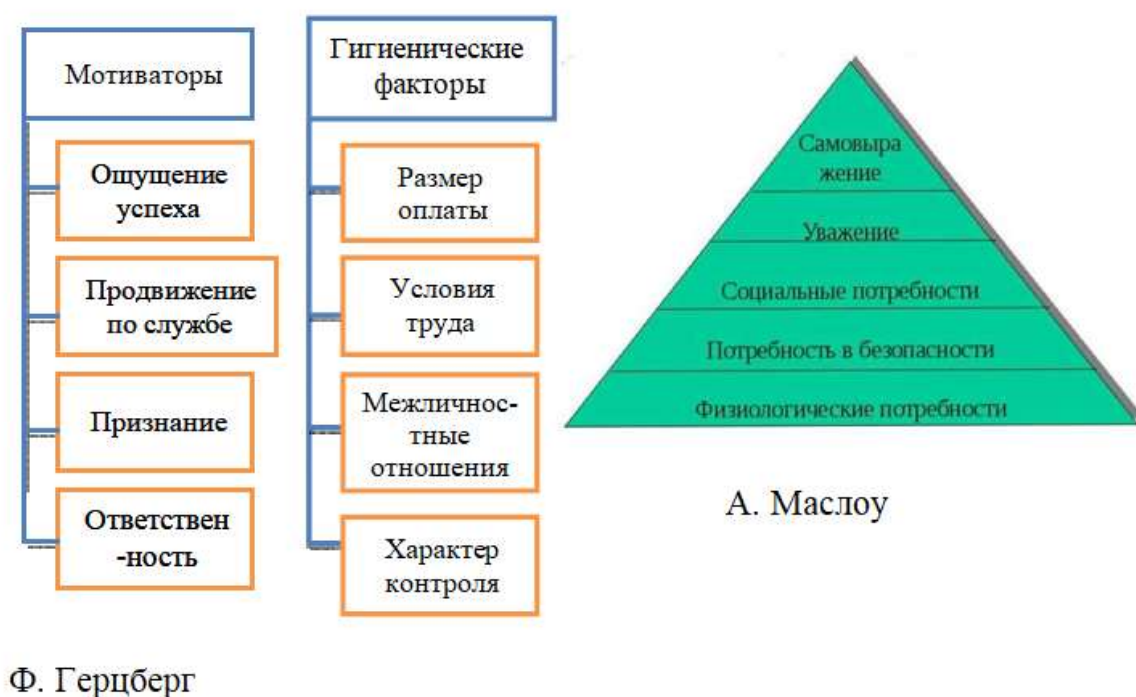 Мотиваторы
Ощущение
успеха
Продвижение
по службе
Признание
Ответствен
-ность
Гигиенические
факторы
Размер
оплаты
Условия
труда
Межличнос-
тные
отношения
Характер
контроля
Ф. Герцберг
Самовыра
жение
Уважение
Социальные потребности
Потребность в безопасности
Физиологические потребности
А. Маслоу